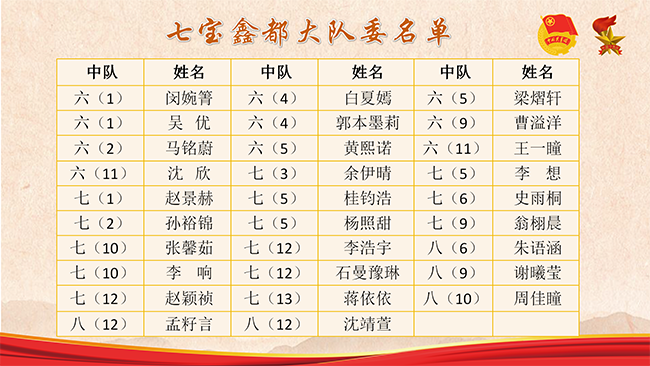 七宝鑫都大队委名单
中队 姓名 中队 姓名 中队 姓名
六（1） 闵婉箐 六（4） 白夏嫣 六（5） 梁熠轩
六（1） 吴 优 六（4） 郭本墨莉 六（9） 曹溢洋
六（2） 马铭蔚 六（5） 黄熙诺 六（11） 王一瞳
六（11） 沈 欣 七（3） 余伊晴 七（5） 李 想
七（1） 赵景赫 七（5） 桂钧浩 七（6） 史雨桐
七（2） 孙裕锦 七（5） 杨照甜 七（9） 翁栩晨
七（10） 张馨茹 七（12） 李浩宇 八（6） 朱语涵
七（10） 李 响 七（12） 石曼豫琳 八（9） 谢曦莹
七（12） 赵颖祯 七（13） 蒋依依 八（10） 周佳瞳
八（12） 孟籽言 八（12） 沈靖萱